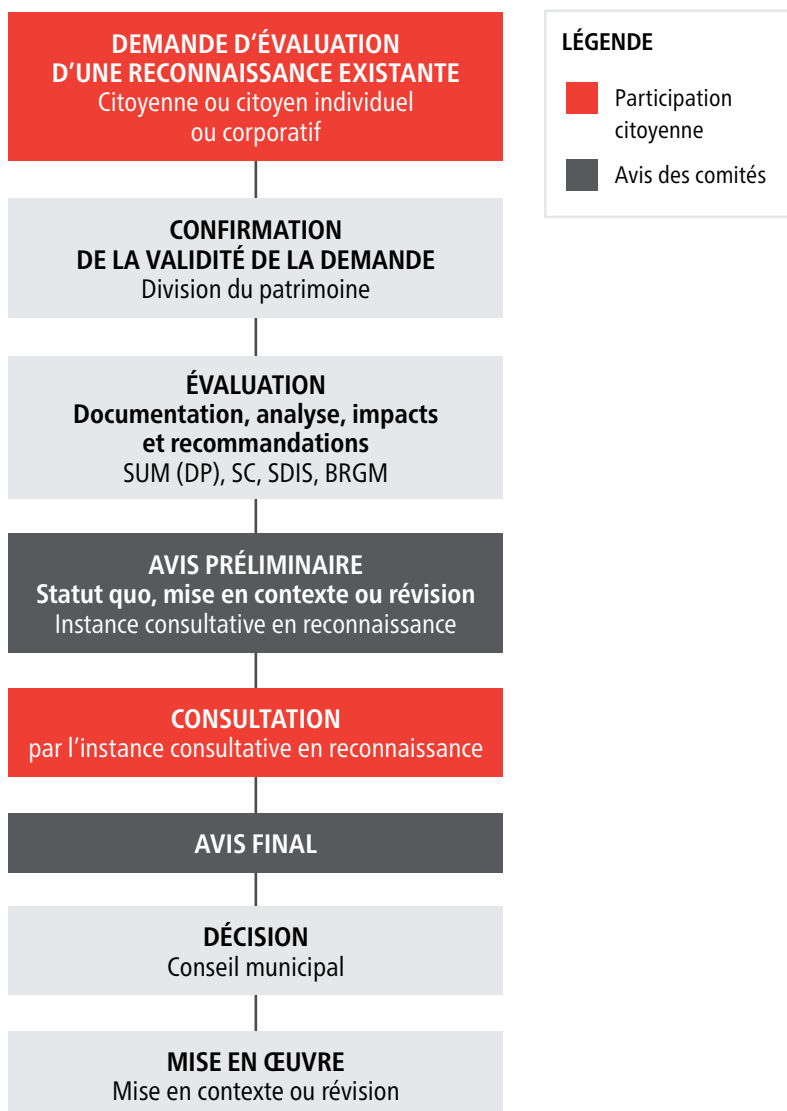 DEMANDE D'ÉVALUATION
D'UNE RECONNAISSANCE EXISTANTE
Citoyenne ou citoyen individuel
ou corporatif
CONFIRMATION
DE LA VALIDITÉ DE LA DEMANDE
Division du patrimoine
ÉVALUATION
Documentation, analyse, impacts
et recommandations
SUM (DP), SC, SDIS, BRGM
AVIS PRÉLIMINAIRE
Statut quo, mise en contexte ou révision
Instance consultative en reconnaissance
CONSULTATION
par l'instance consultative en reconnaissance
AVIS FINAL
DÉCISION
Conseil municipal
MISE EN ŒUVRE
Mise en contexte ou révision
LÉGENDE
Participation
citoyenne
Avis des comités